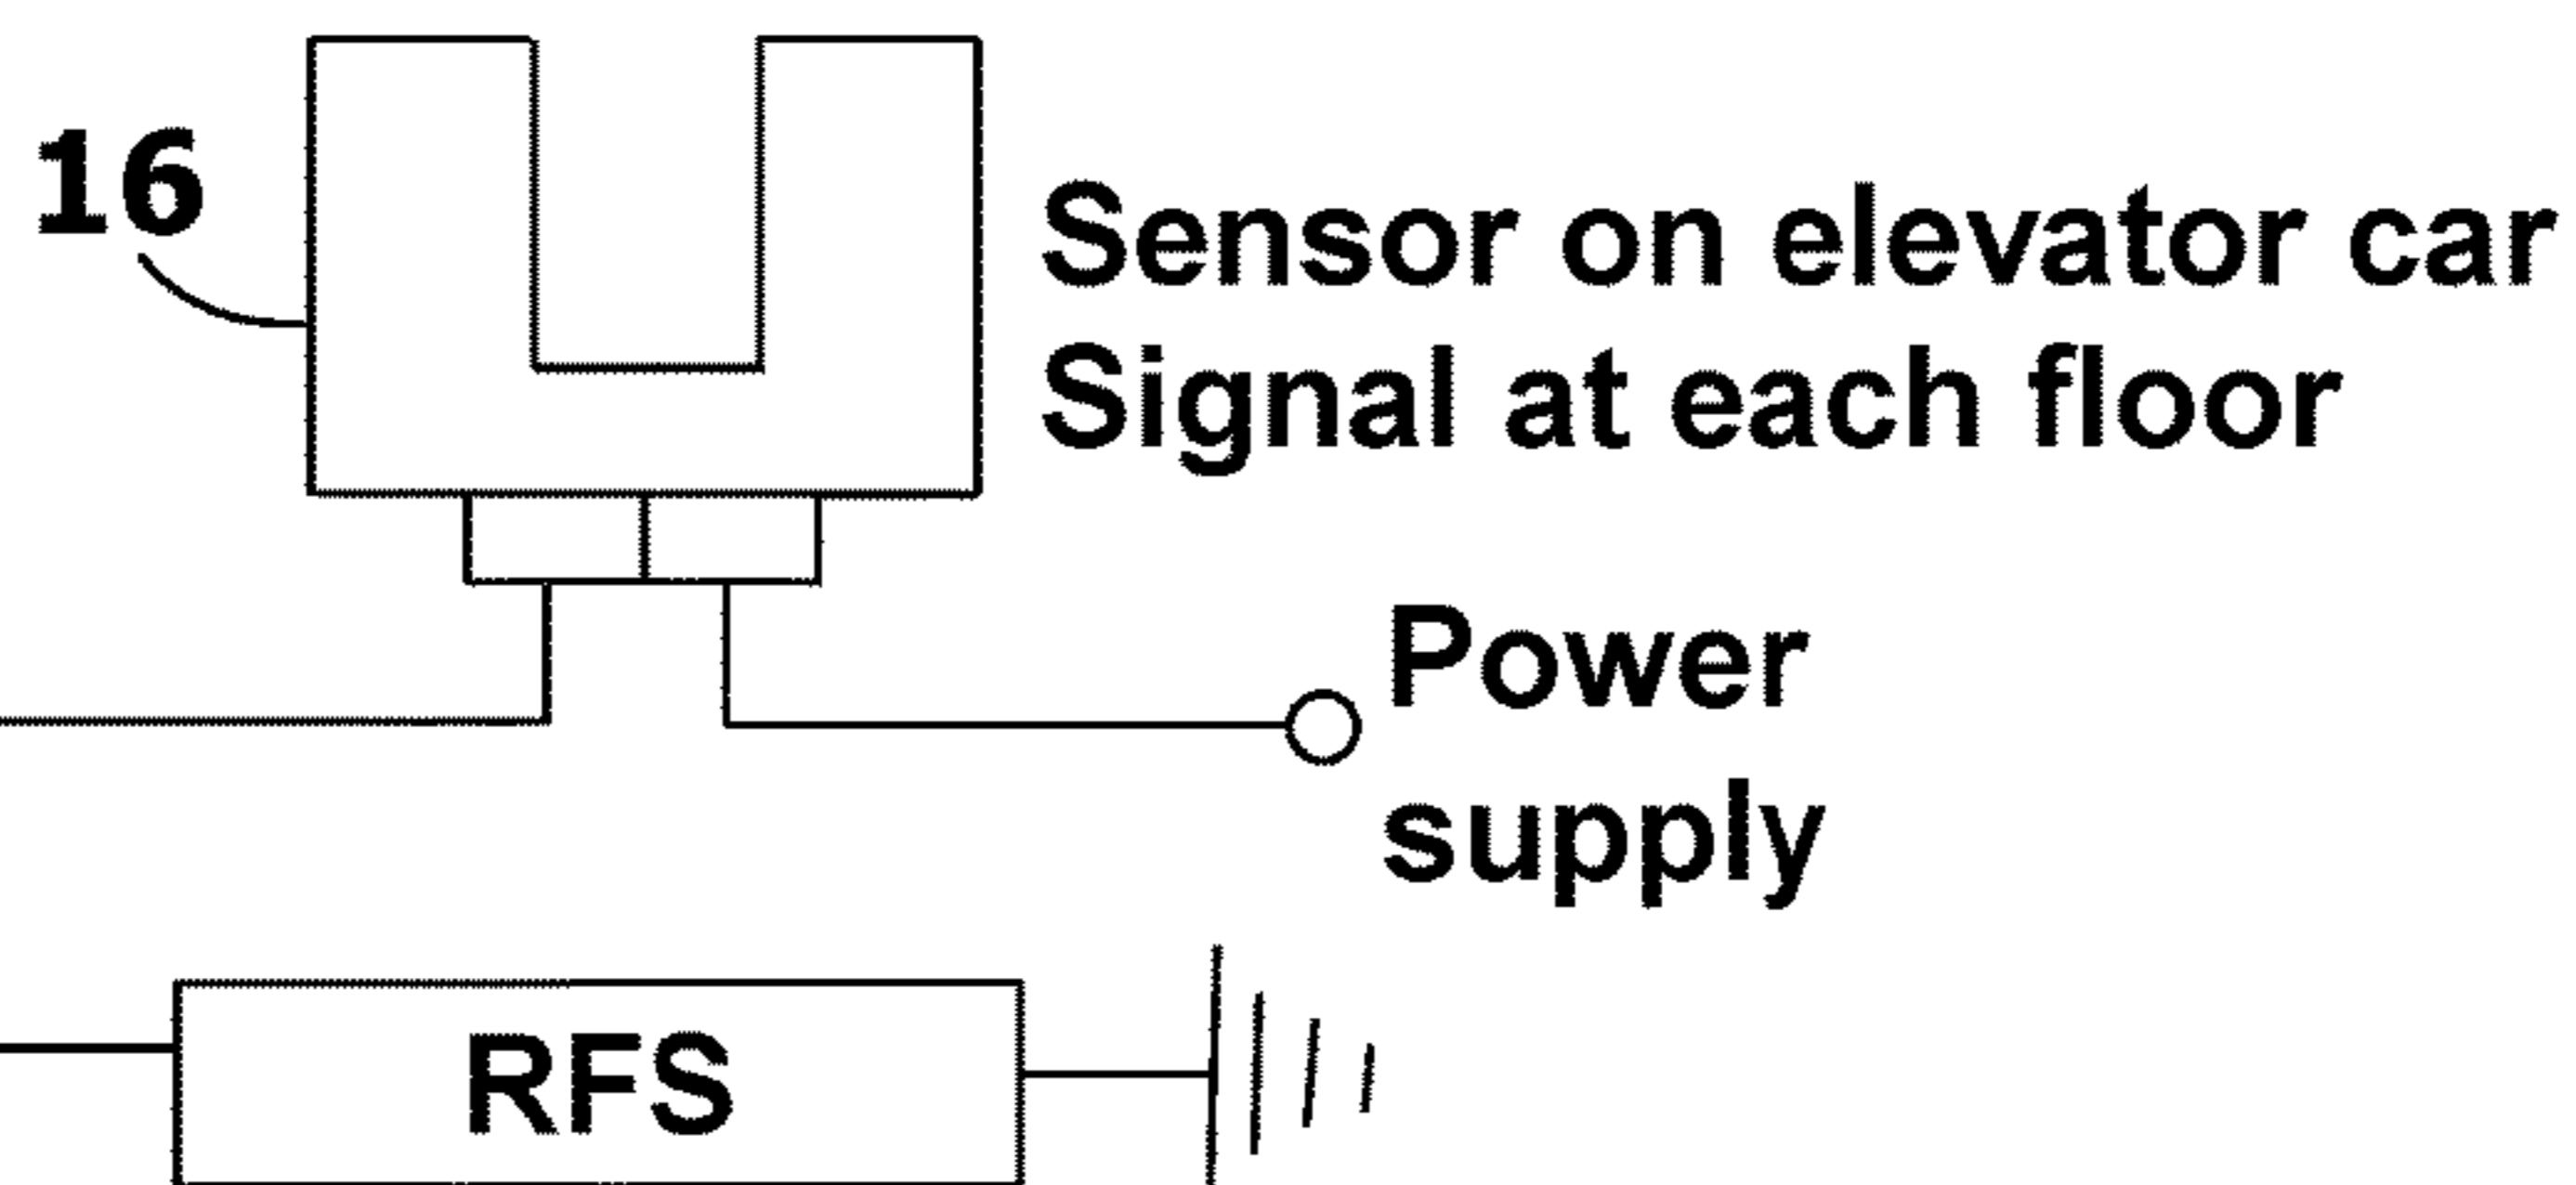 16
Sensor on elevator car
Signal at each floor
Power
supply
RFS